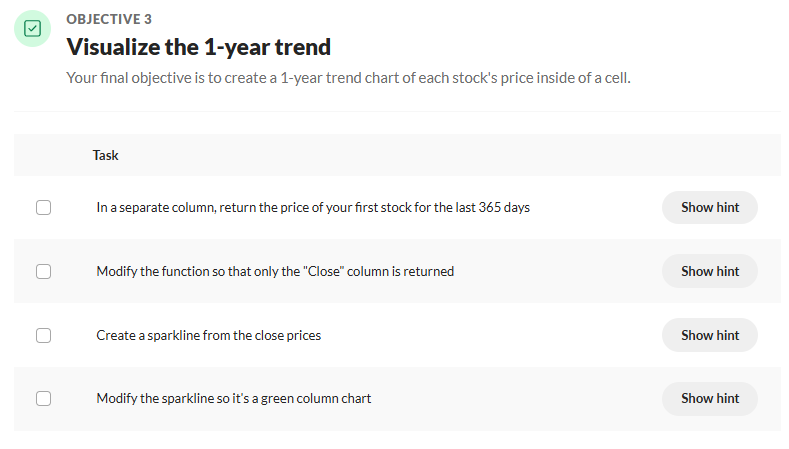 OBJECTIVE 3
Visualize the 1-year trend
Your final objective is to create a 1-year trend chart of each stock's price inside of a cell.
Task
In a separate column, return the price of your first stock for the last 365 days
Show hint
Modify the function so that only the "Close" column is returned
Show hint
Create a sparkline from the close prices
Show hint
Modify the sparkline so it's a green column chart
Show hint